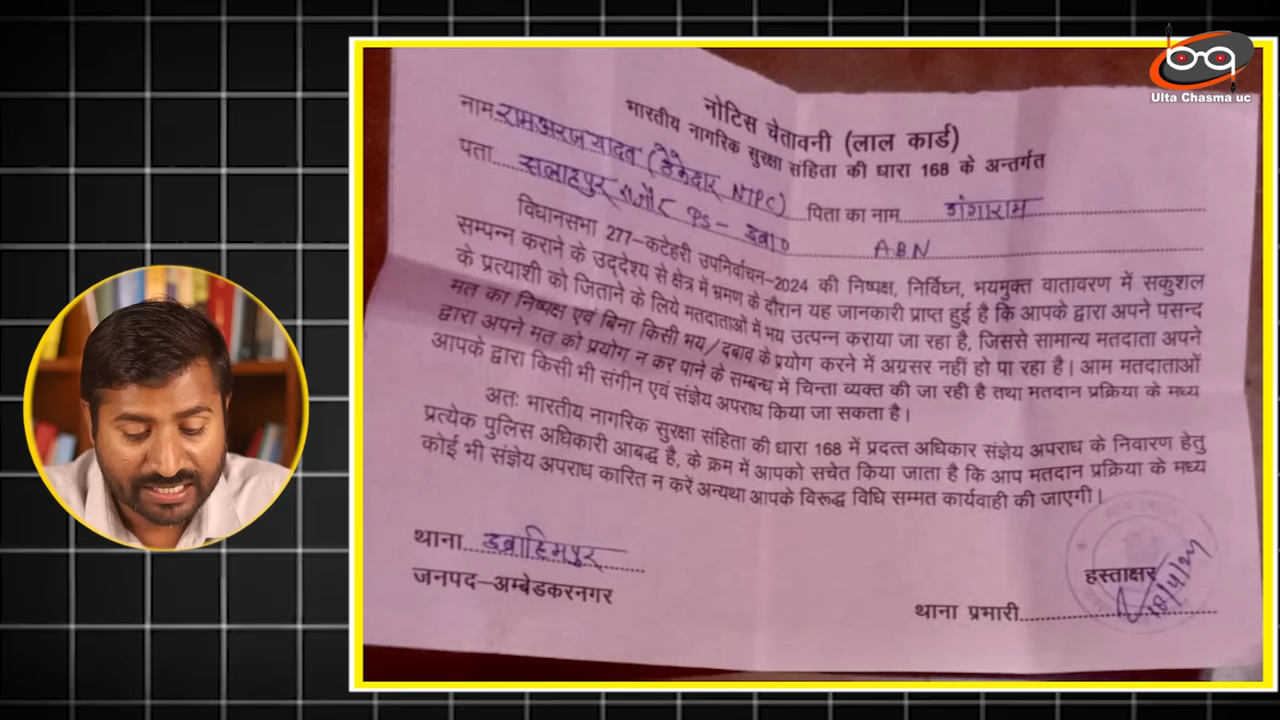 Ulta Chasma uc
नोटिस चेतावनी (लाल कार्ड)
भारतीय नागरिक सुरक्षा संहिता की धारा 168 के अन्तर्गत
नाम रामअरज यादव (ठेकेदार NTPC) पिता का नाम गंगाराम
पता PS- ABN
विधानसभा 277-कटेहरी उपनिर्वाचन-2024 की निष्पक्ष, निर्विघ्न, भयमुक्त वातावरण में सकुशल
सम्पन्न कराने के उद्देश्य से क्षेत्र में भ्रमण के दौरान यह जानकारी प्राप्त हुई है कि आपके द्वारा अपने पसन्द
के प्रत्याशी को जिताने के लिये मतदाताओं में भय उत्पन्न कराया जा रहा है, जिससे सामान्य मतदाता अपने
मत का निष्पक्ष एवं बिना किसी भय/दबाव के प्रयोग करने में अग्रसर नहीं हो पा रहा है। आम मतदाताओं
द्वारा अपने मत को प्रयोग न कर पाने के सम्बन्ध में चिन्ता व्यक्त की जा रही है तथा मतदान प्रक्रिया के मध्य
आपके द्वारा किसी भी संगीन एवं संज्ञेय अपराध किया जा सकता है।
अतः भारतीय नागरिक सुरक्षा संहिता की धारा 168 में प्रदत्त अधिकार संज्ञेय अपराध के निवारण हेतु
प्रत्येक पुलिस अधिकारी आबद्ध है, के क्रम में आपको सचेत किया जाता है कि आप मतदान प्रक्रिया के मध्य
कोई भी संज्ञेय अपराध कारित न करें अन्यथा आपके विरूद्ध विधि सम्मत कार्यवाही की जाएगी।
थाना इब्राहिमपुर
जनपद-अम्बेडकरनगर
हस्ताक्षर
थाना प्रभारी